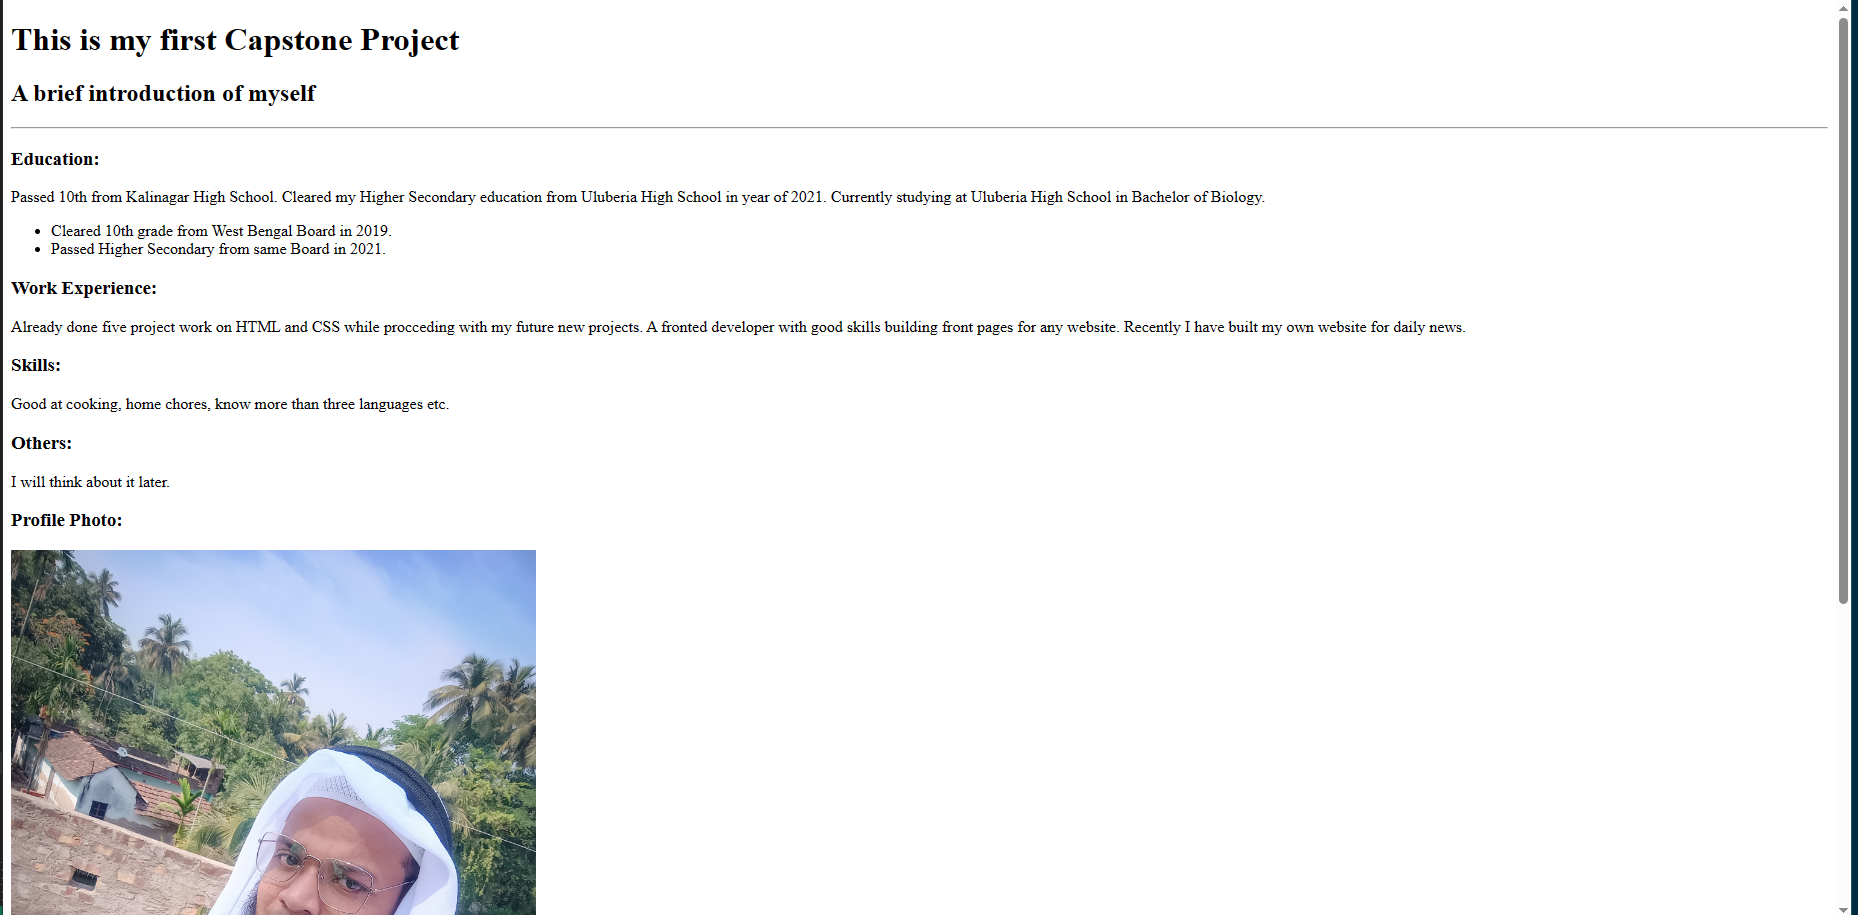 This is my first Capstone Project
A brief introduction of myself
Education:
Passed 10th from Kalinagar High School. Cleared my Higher Secondary education from Uluberia High School in year of 2021. Currently studying at Uluberia High School in Bachelor of Biology.
Cleared 10th grade from West Bengal Board in 2019.
Passed Higher Secondary from same Board in 2021.
Work Experience:
Already done five project work on HTML and CSS while procceding with my future new projects. A fronted developer with good skills building front pages for any website. Recently I have built my own website for daily news.
Skills:
Good at cooking, home chores, know more than three languages etc.
Others:
I will think about it later.
Profile Photo: